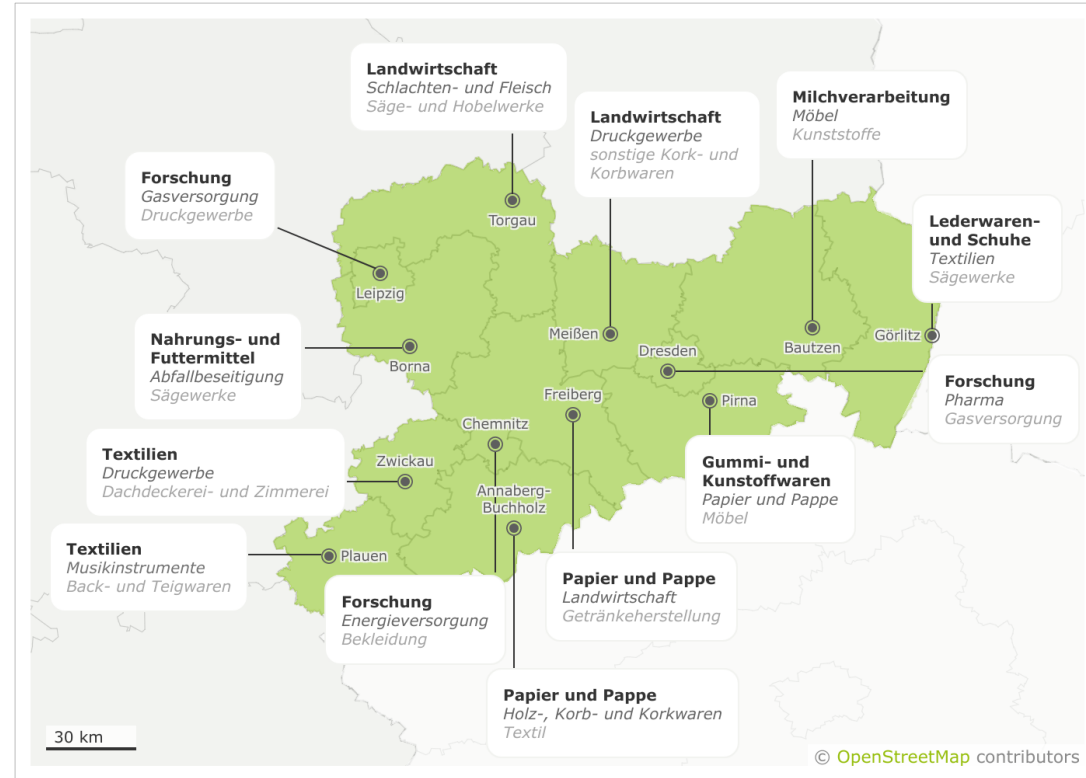 Landwirtschaft
Schlachten- und Fleisch
Säge- und Hobelwerke
Landwirtschaft
Druckgewerbe
sonstige Kork- und
Korbwaren
Milchverarbeitung
Möbel
Kunststoffe
Forschung
Gasversorgung
Druckgewerbe
Lederwaren-
und Schuhe
Textilien
Sägewerke
Torgau
Leipzig
Nahrungs- und
Futtermittel
Abfallbeseitigung
Sägewerke
Borna
Meißen
Dresden
Bautzen
Görlitz
Forschung
Pharma
Gasversorgung
Freiberg
Pirna
Chemnitz
Zwickau
Annaberg-
Buchholz
Textilien
Druckgewerbe
Dachdeckerei- und Zimmerei
Gummi- und
Kunstoffwaren
Papier und Pappe
Möbel
Textilien
Musikinstrumente
Back- und Teigwaren
Plauen
Forschung
Energieversorgung
Bekleidung
Papier und Pappe
Landwirtschaft
Getränkeherstellung
Papier und Pappe
Holz-, Korb- und Korkwaren
Textil
30 km
© OpenStreetMap contributors